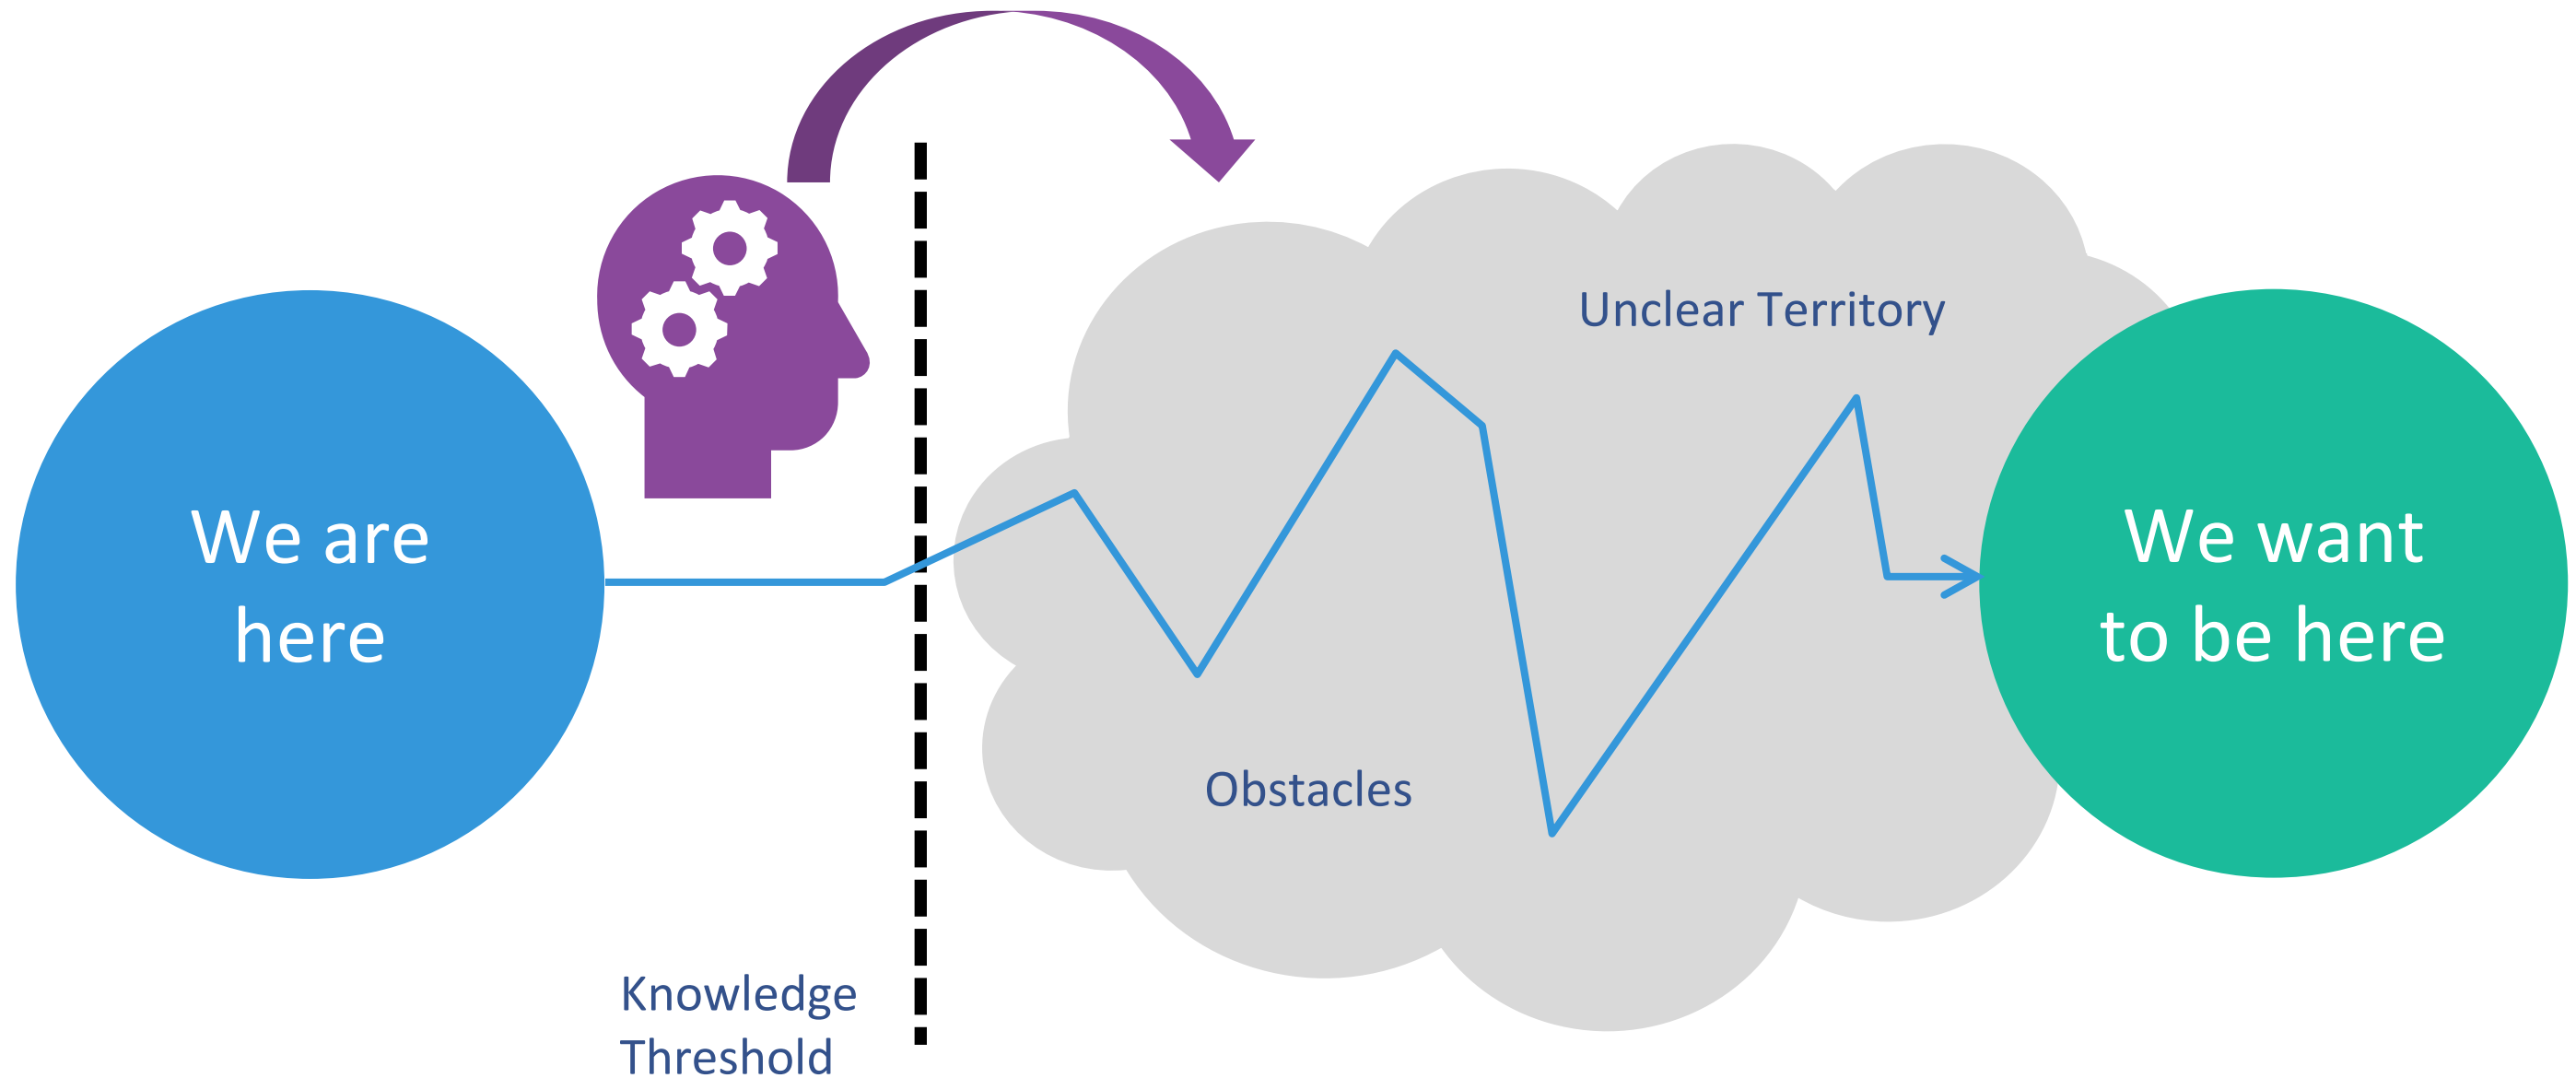 We are
here
Knowledge
Threshold
Unclear Territory
Obstacles
We want
to be here